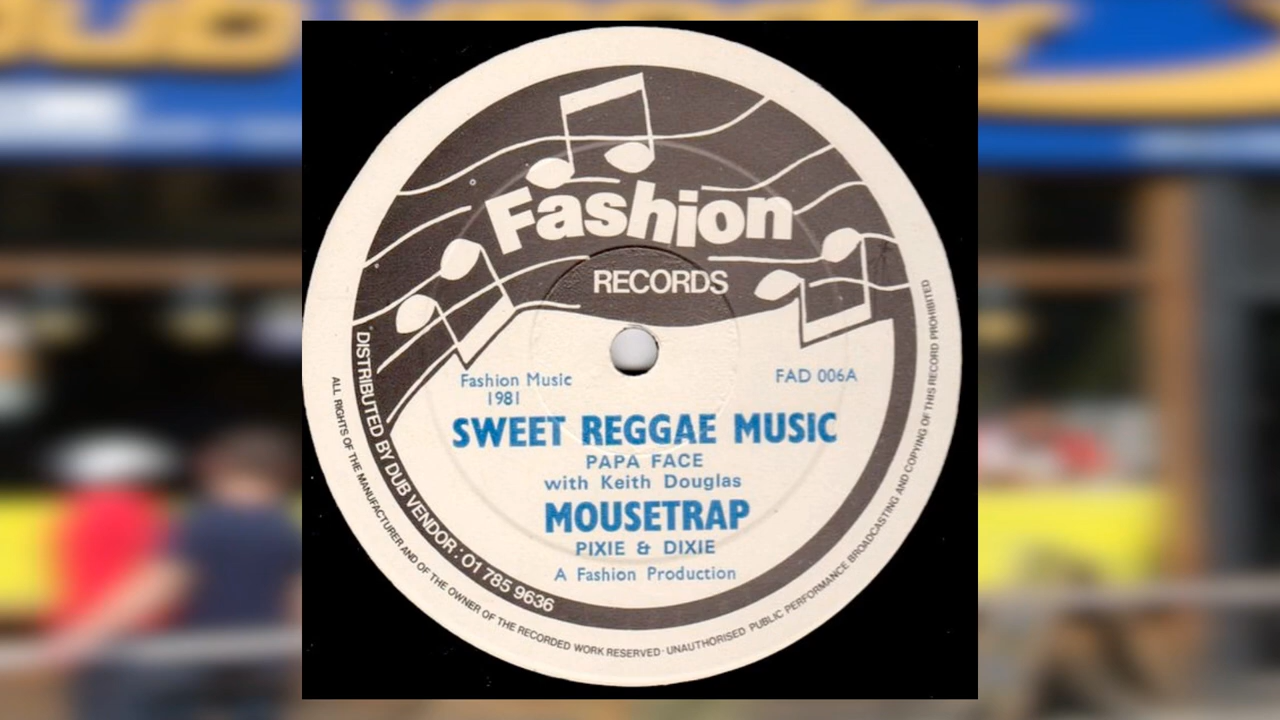 Fashion
RECORDS
Fashion Music
1981
FAD 006A
SWEET REGGAE MUSIC
PAPA FACE
with Keith Douglas
MOUSETRAP
PIXIE & DIXIE
A Fashion Production
DISTRIBUTED BY DUB VENDOR : 01 785 9636
ALL RIGHTS OF THE MANUFACTURER AND OF THE OWNER OF THE RECORDED WORK RESERVED · UNAUTHORISED PUBLIC PERFORMANCE BROADCASTING AND COPYING OF THIS RECORD PROHIBITED